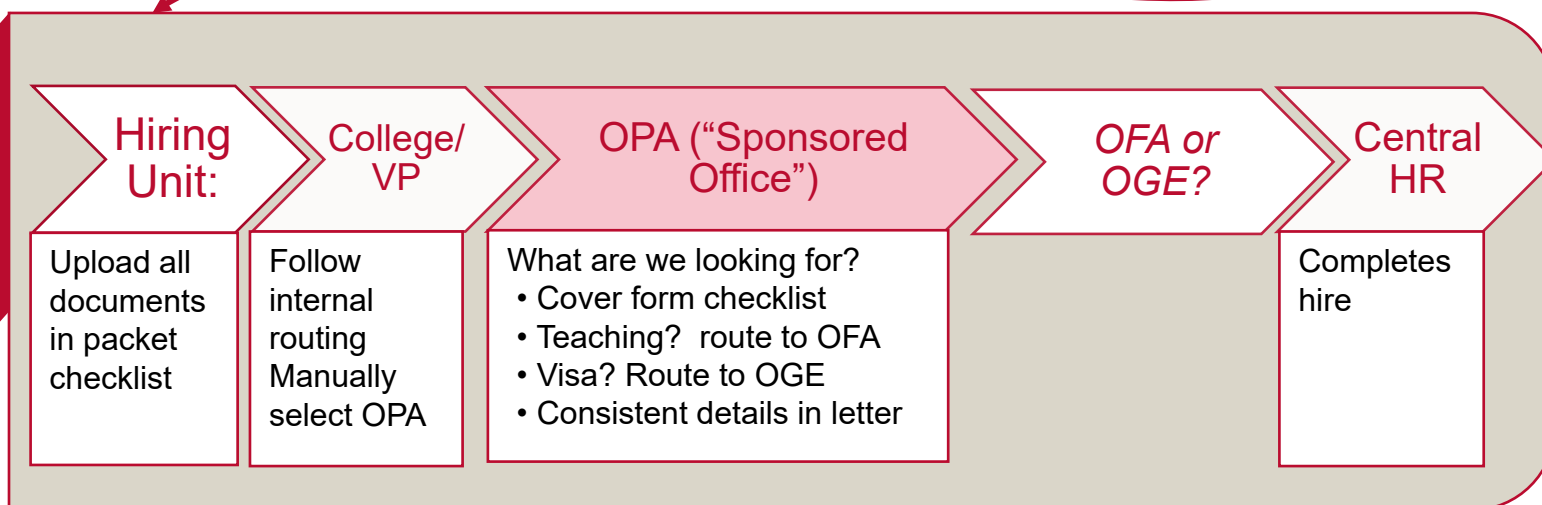 Hiring
Unit:
Upload all
documents
in packet
checklist
College/
VP
Follow
internal
routing
Manually
select OPA
OPA (“Sponsored
Office”)
What are we looking for?
• Cover form checklist
• Teaching?  route to OFA
• Visa? Route to OGE
• Consistent details in letter
OFA or
OGE?
Central
HR
Completes
hire